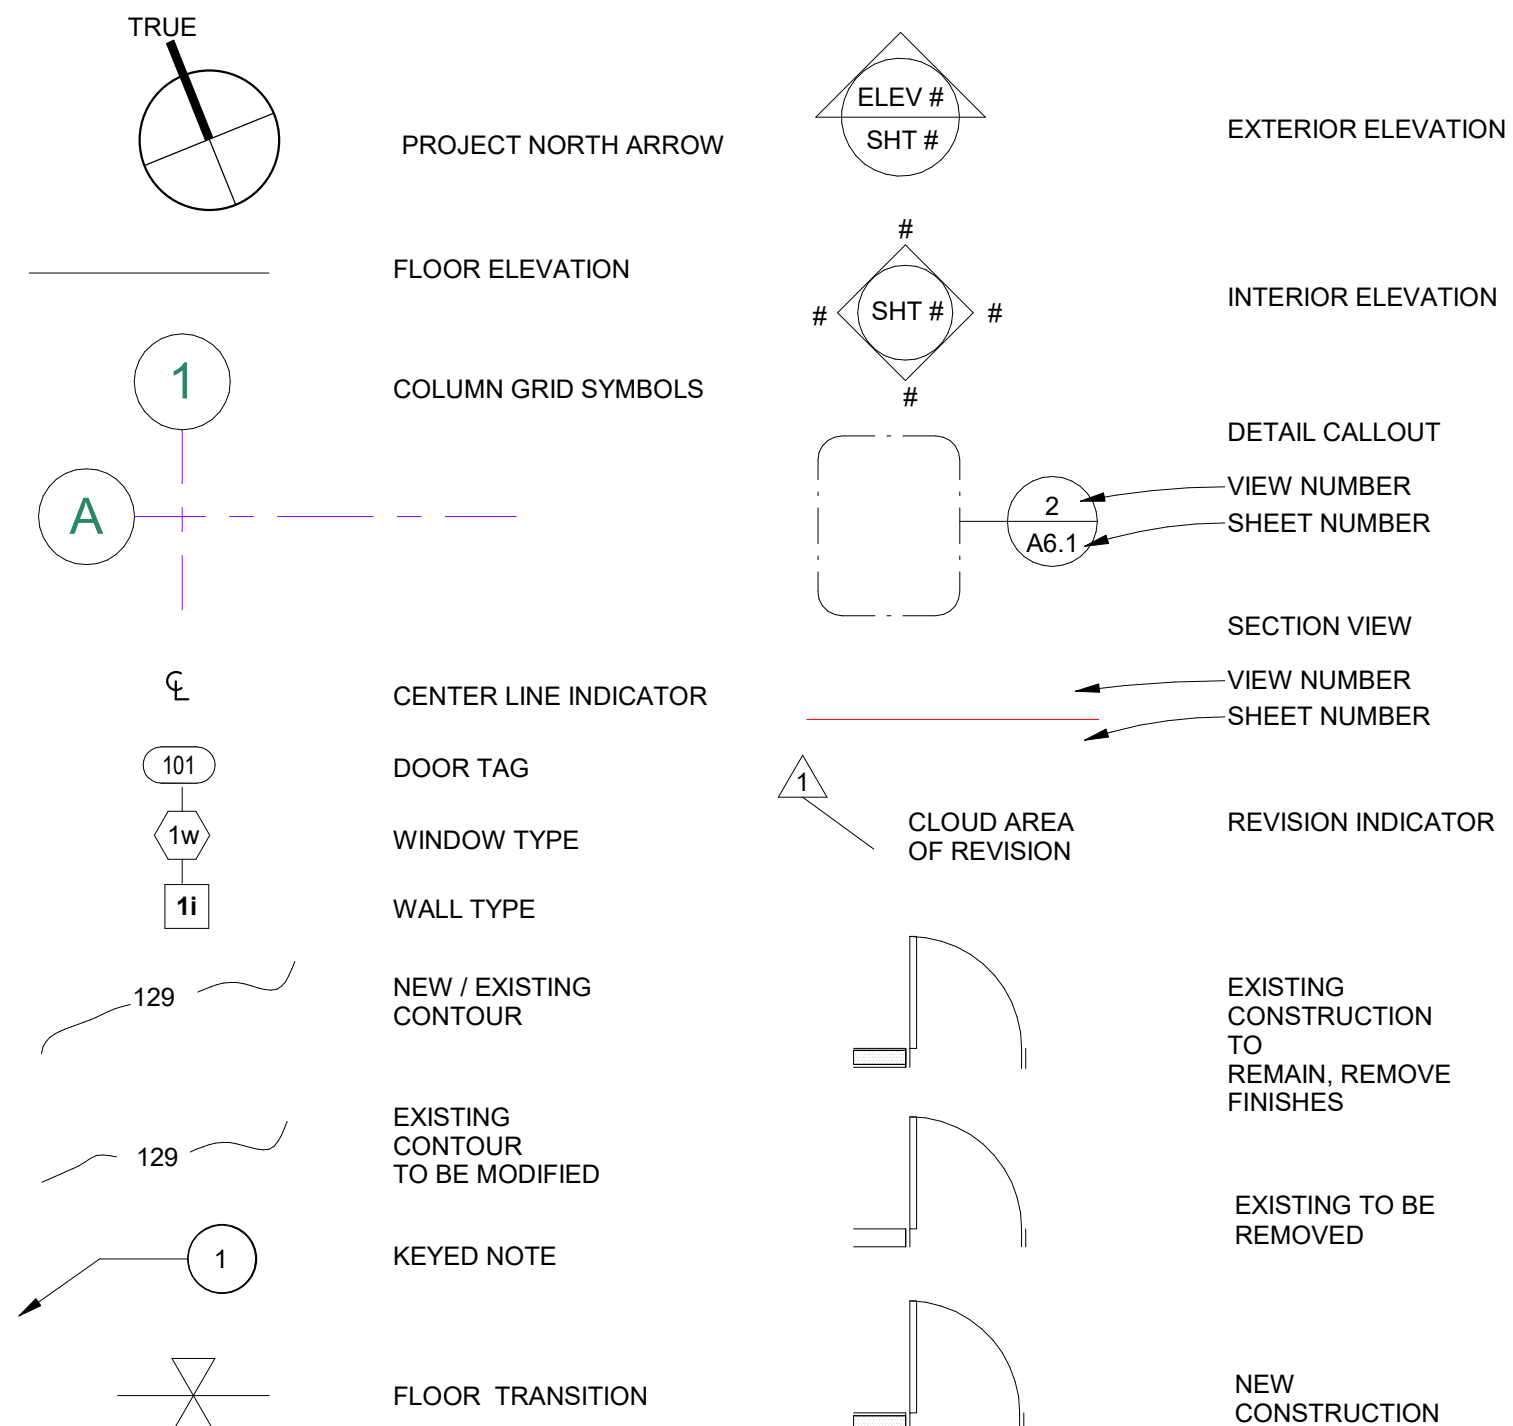 TRUE
PROJECT NORTH ARROW
FLOOR ELEVATION
1
COLUMN GRID SYMBOLS
A
℄
CENTER LINE INDICATOR
101
DOOR TAG
1w
WINDOW TYPE
1i
WALL TYPE
129
NEW / EXISTING
CONTOUR
129
EXISTING
CONTOUR
TO BE MODIFIED
1
KEYED NOTE
FLOOR TRANSITION
ELEV #
SHT #
EXTERIOR ELEVATION
#
# SHT # #
#
INTERIOR ELEVATION
DETAIL CALLOUT
VIEW NUMBER
2
SHEET NUMBER
A6.1
SECTION VIEW
VIEW NUMBER
SHEET NUMBER
1
CLOUD AREA
OF REVISION
REVISION INDICATOR
EXISTING
CONSTRUCTION
TO
REMAIN, REMOVE
FINISHES
EXISTING TO BE
REMOVED
NEW
CONSTRUCTION